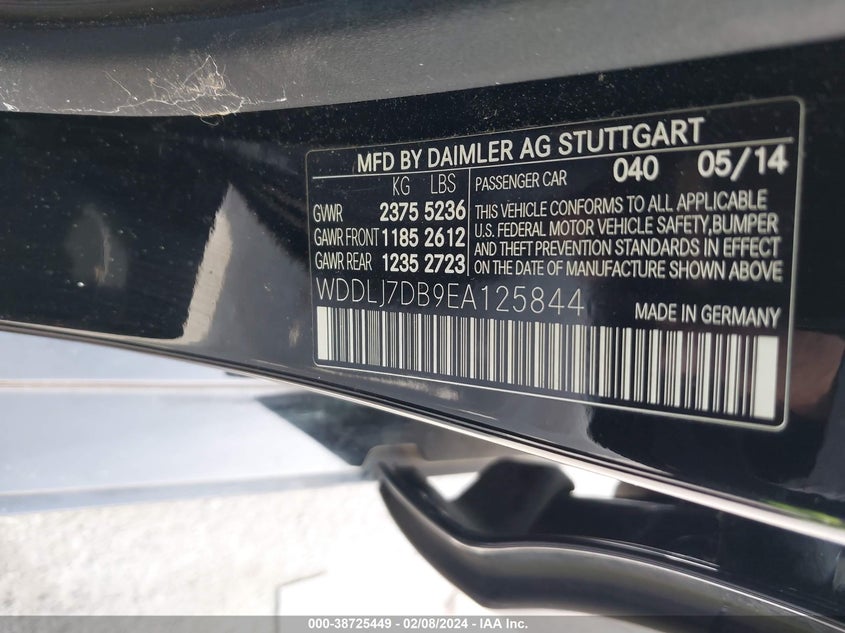 MFD BY DAIMLER AG STUTTGART
KG LBS
GVWR 2375 5236
GAWR FRONT 1185 2612
GAWR REAR 1235 2723
PASSENGER CAR 040 05/14
THIS VEHICLE CONFORMS TO ALL APPLICABLE
U.S. FEDERAL MOTOR VEHICLE SAFETY,BUMPER
AND THEFT PREVENTION STANDARDS IN EFFECT
ON THE DATE OF MANUFACTURE SHOWN ABOVE
WDDLJ7DB9EA125844
MADE IN GERMANY
000-38725449 - 02/08/2024 - IAA Inc.